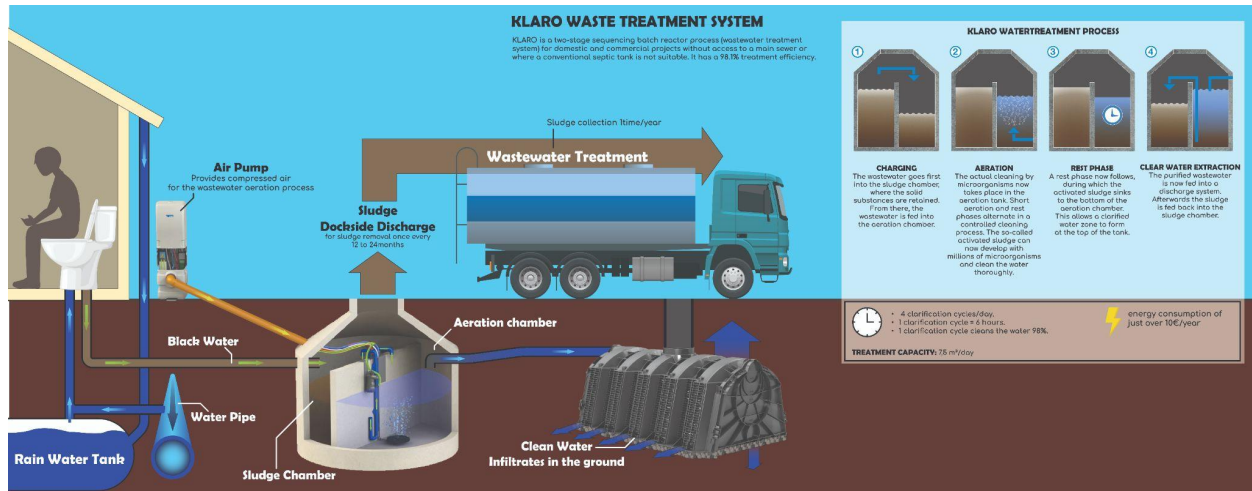 KLARO WASTE TREATMENT SYSTEM
KLARO is a two-stage sequencing batch reactor process (wastewater treatment
system) for domestic and commercial projects without access to a main sewer or
where a conventional septic tank is not suitable. It has a 98.1% treatment efficiency.
Air Pump
Provides compressed air
for the wastewater aeration process
Sludge collection 1time/year
Wastewater Treatment
Sludge
Dockside Discharge
for sludge removal once every
12 to 24months
Aeration chamber
Black Water
Water Pipe
Rain Water Tank
Sludge Chamber
Clean Water
Infiltrates in the ground
KLARO WATERTREATMENT PROCESS
1
2
3
4
CHARGING
The wastewater goes first
into the sludge chamber,
where the solid
substances are retained.
From there, the
wastewater is fed into
the aeration chamber.
AERATION
The actual cleaning by
microorganisms now
takes place in the
aeration tank. Short
aeration and rest
phases alternate in a
controlled cleaning
process. The so-called
activated sludge can
now develop with
millions of microorganisms
and clean the water
thoroughly.
REST PHASE
A rest phase now follows,
during which the
activated sludge sinks
to the bottom of the
aeration chamber.
This allows a clarified
water zone to form
at the top of the tank.
CLEAR WATER EXTRACTION
The purified wastewater
is now fed into a
discharge system.
Afterwards the sludge
is fed back into the
sludge chamber.
• 4 clarification cycles/day.
• 1 clarification cycle = 6 hours.
• 1 clarification cycle cleans the water 98%.
TREATMENT CAPACITY: 7,5 m³/day
energy consumption of
just over 10€/year